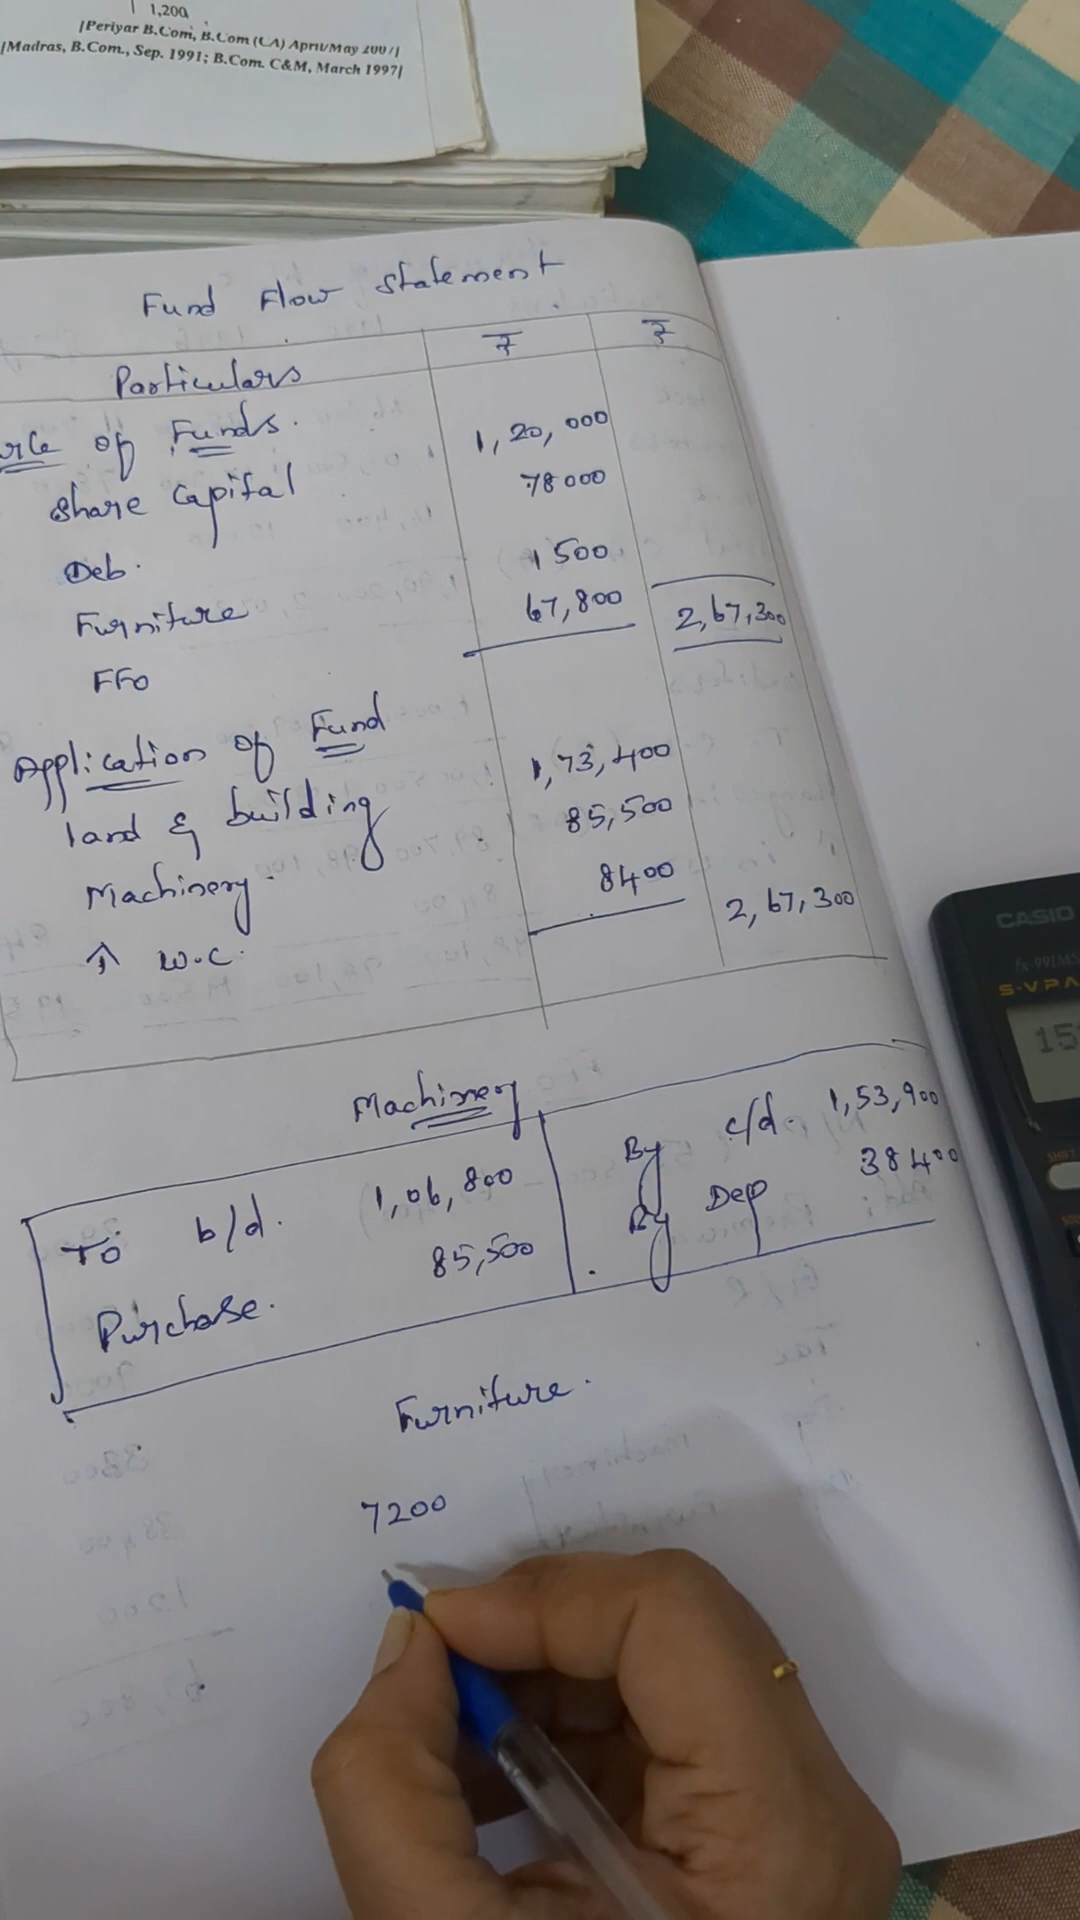 1,200
[Periyar B.Com, B.Com (CA) April/May 2007]
[Madras, B.Com., Sep. 1991; B.Com. C&M, March 1997]
Fund Flow Statement
Particulars ₹ ₹
of Funds.
Share Capital 1,20,000
Deb. 78000
Furniture 1500
FFO 67,800 2,67,300
Application of Fund
land & building 1,73,400
Machinery. 85,500
↑ W.C. 8400 2,67,300
Machinery
To b/d. 1,06,800 By c/d. 1,53,900
Purchase. 85,500 By Dep 38400
Furniture.
7200
CASIO
fx-991MS
S-V.P.A
15
SHIFT